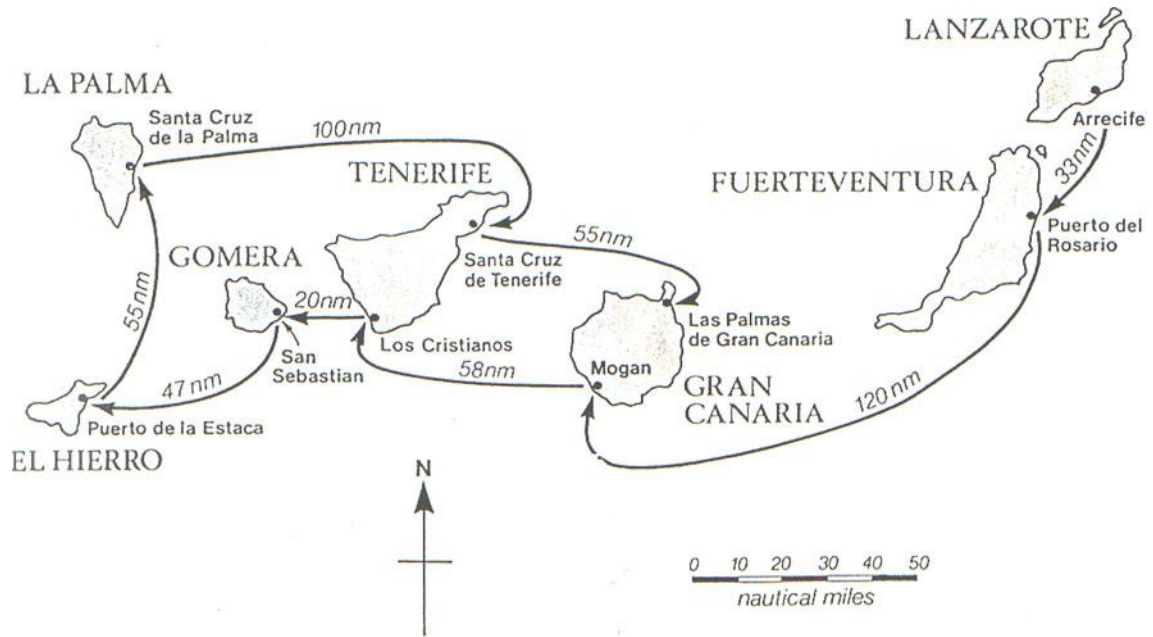 LANZAROTE
LA PALMA
Santa Cruz
de la Palma
100nm
Arrecife
TENERIFE
FUERTEVENTURA
33nm
GOMERA
55nm
Puerto del
Rosario
Santa Cruz
de Tenerife
20nm
55nm
Las Palmas
de Gran Canaria
Los Cristianos
San
Sebastian
58nm
Mogan
47nm
GRAN
CANARIA
120nm
Puerto de la Estaca
EL HIERRO
N
0 10 20 30 40 50
nautical miles